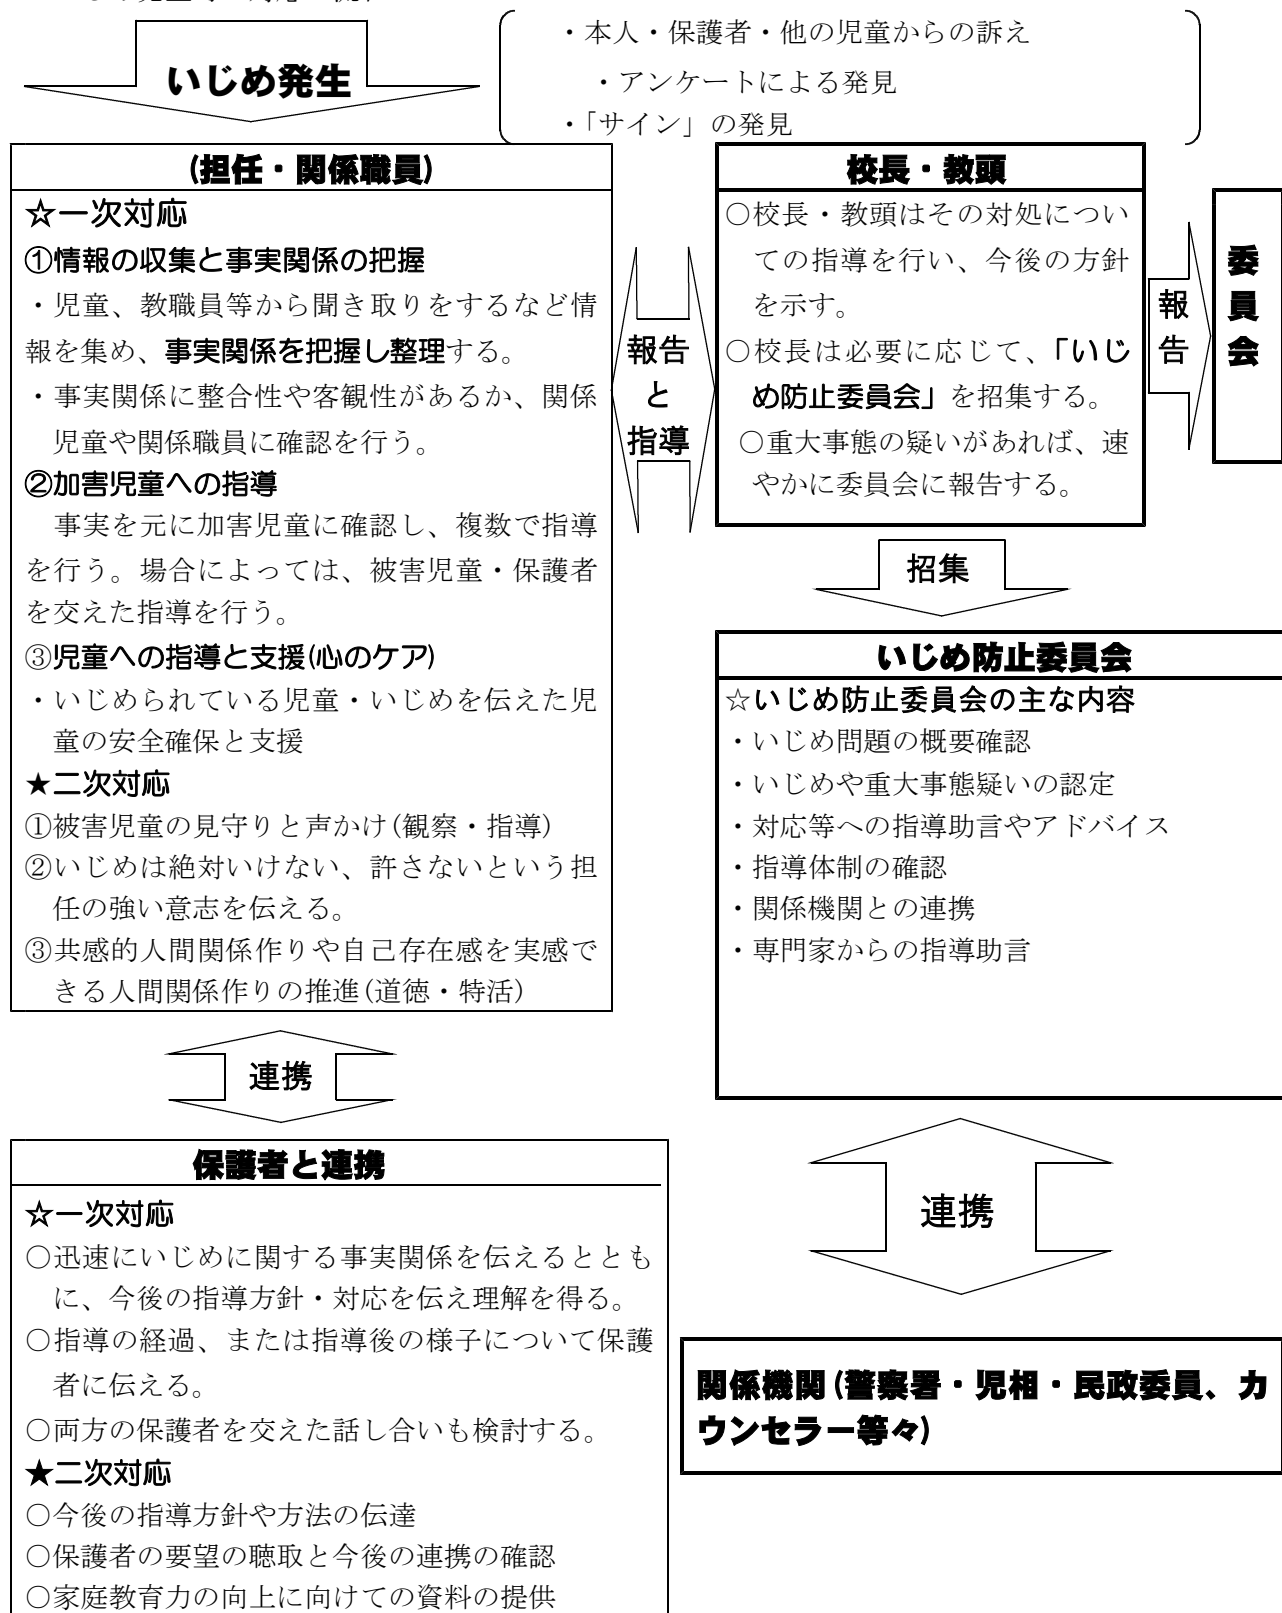 いじめ発生
・本人・保護者・他の児童からの訴え
・アンケートによる発見
・「サイン」の発見
(担任・関係職員)
☆一次対応
①情報の収集と事実関係の把握
・児童、教職員等から聞き取りをするなど情
報を集め、事実関係を把握し整理する。
・事実関係に整合性や客観性があるか、関係
児童や関係職員に確認を行う。
②加害児童への指導
事実を元に加害児童に確認し、複数で指導
を行う。場合によっては、被害児童・保護者
を交えた指導を行う。
③児童への指導と支援(心のケア)
・いじめられている児童・いじめを伝えた児
童の安全確保と支援
★二次対応
①被害児童の見守りと声かけ(観察・指導)
②いじめは絶対いけない、許さないという担
任の強い意志を伝える。
③共感的人間関係作りや自己存在感を実感で
きる人間関係作りの推進(道徳・特活)
報告
と
指導
校長・教頭
○校長・教頭はその対処につい
ての指導を行い、今後の方針
を示す。
○校長は必要に応じて、「いじ
め防止委員会」を招集する。
○重大事態の疑いがあれば、速
やかに委員会に報告する。
報
告
委
員
会
招集
いじめ防止委員会
☆いじめ防止委員会の主な内容
・いじめ問題の概要確認
・いじめや重大事態疑いの認定
・対応等への指導助言やアドバイス
・指導体制の確認
・関係機関との連携
・専門家からの指導助言
連携
保護者と連携
☆一次対応
○迅速にいじめに関する事実関係を伝えるととも
に、今後の指導方針・対応を伝え理解を得る。
○指導の経過、または指導後の様子について保護
者に伝える。
○両方の保護者を交えた話し合いも検討する。
★二次対応
○今後の指導方針や方法の伝達
○保護者の要望の聴取と今後の連携の確認
○家庭教育力の向上に向けての資料の提供
連携
関係機関(警察署・児相・民政委員、カ
ウンセラー等々)